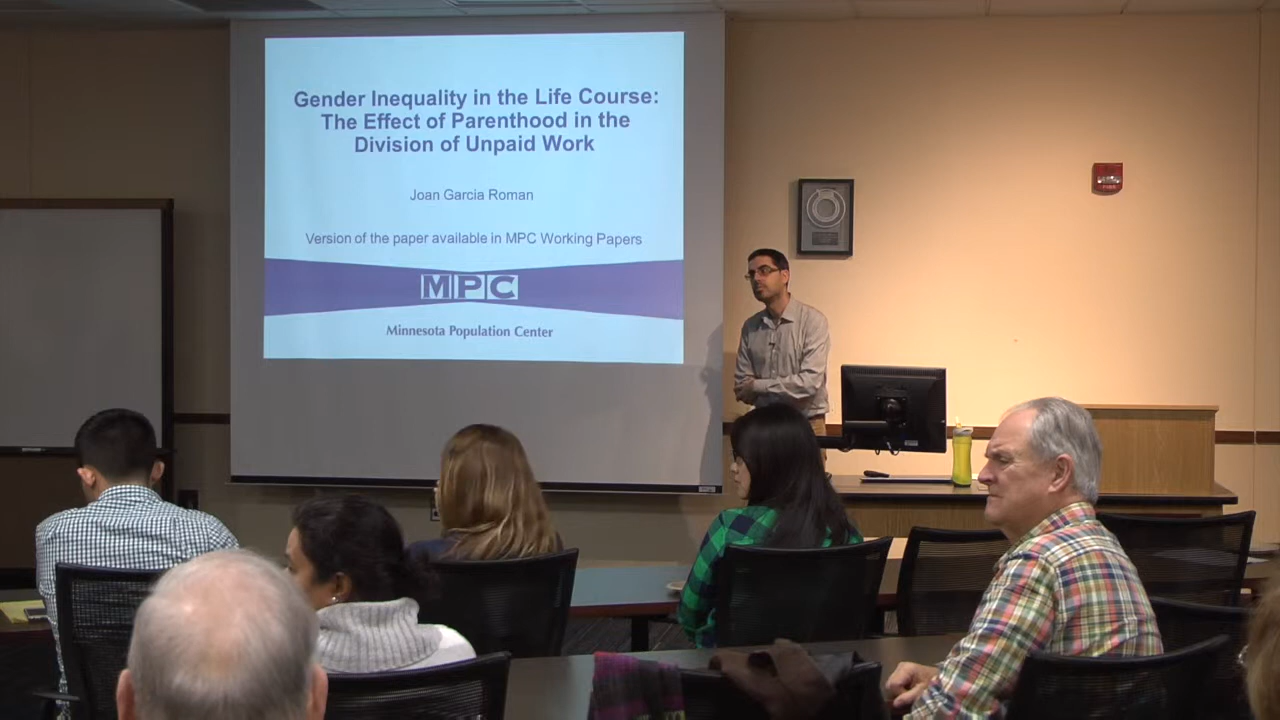 Gender Inequality in the Life Course:
The Effect of Parenthood in the
Division of Unpaid Work
Joan Garcia Roman
Version of the paper available in MPC Working Papers
MPC
Minnesota Population Center
FIRE